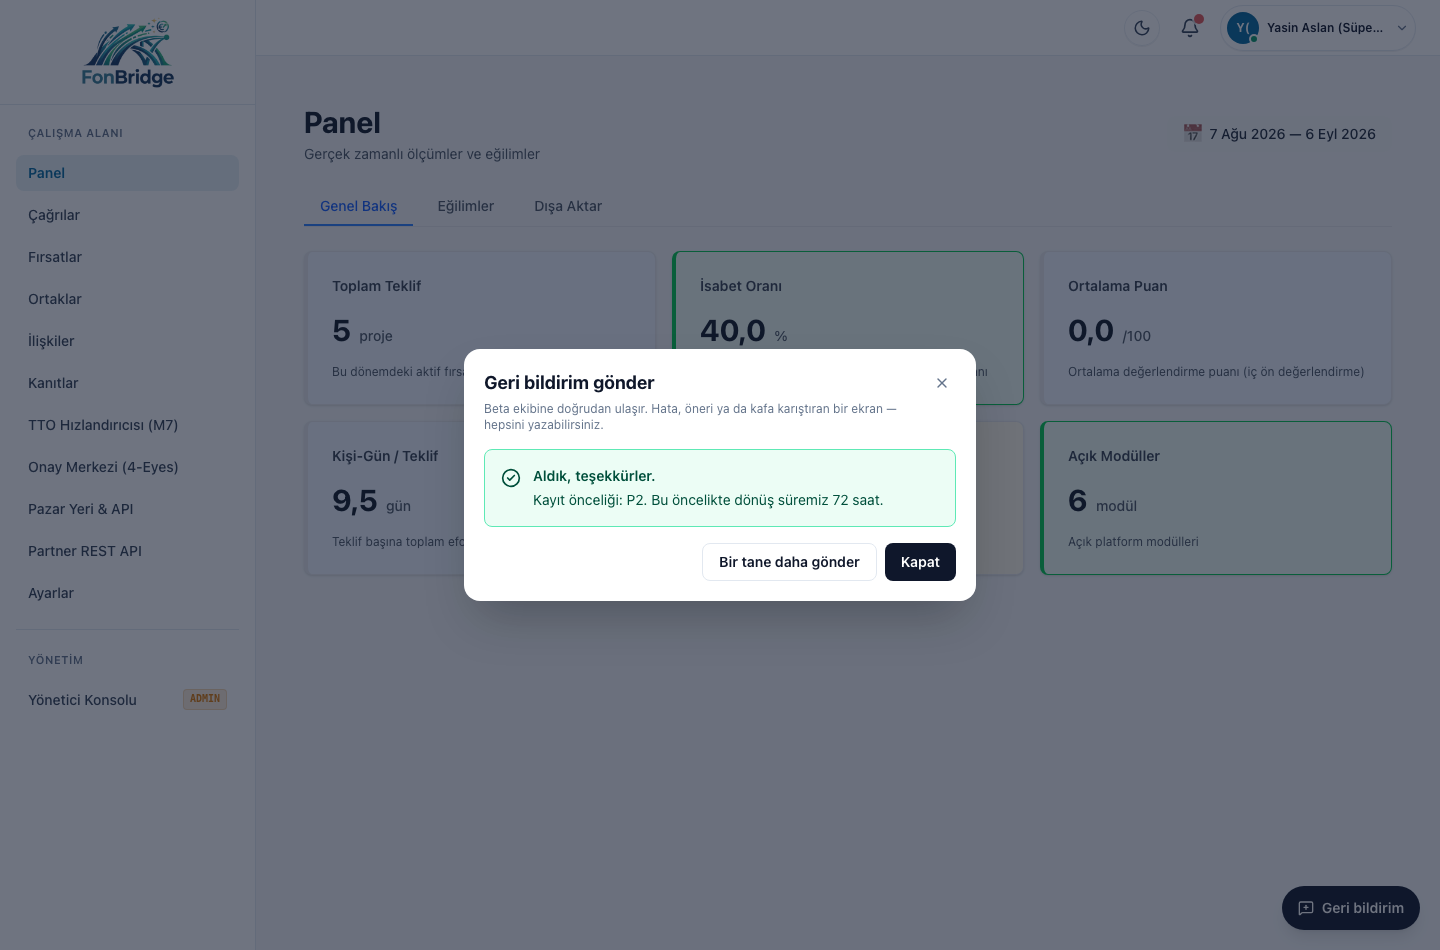 FonBridge
Yasin Aslan (Süpe...
Y(
ÇALIŞMA ALANI
Panel
Çağrılar
Fırsatlar
Ortaklar
İlişkiler
Kanıtlar
TTO Hızlandırıcısı (M7)
Onay Merkezi (4-Eyes)
Pazar Yeri & API
Partner REST API
Ayarlar
YÖNETİM
Yönetici Konsolu
ADMIN
Panel
Gerçek zamanlı ölçümler ve eğilimler
17
7 Ağu 2026 — 6 Eyl 2026
Genel Bakış
Eğilimler
Dışa Aktar
Toplam Teklif
5 proje
Bu dönemdeki aktif
İsabet Oranı
40,0 %
Ortalama Puan
0,0 /100
Ortalama değerlendirme puanı (iç ön değerlendirme)
Kişi-Gün / Teklif
9,5 gün
Teklif başına toplam
Açık Modüller
6 modül
Açık platform modülleri
Geri bildirim gönder
Beta ekibine doğrudan ulaşır. Hata, öneri ya da kafa karıştıran bir ekran —
hepsini yazabilirsiniz.
Aldık, teşekkürler.
Kayıt önceliği: P2. Bu öncelikte dönüş süremiz 72 saat.
Bir tane daha gönder
Kapat
Geri bildirim